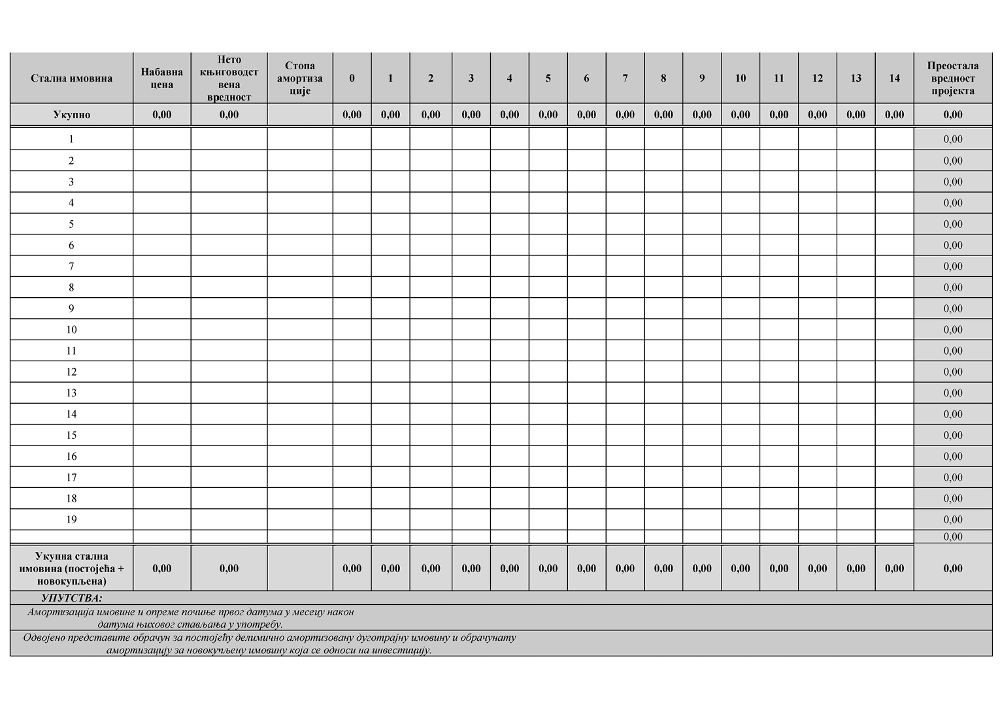 Стална имовина Набавна цена Нето књнговодст вена вредност Стопа амортиза ције 0 1 2 3 4 5 6 7 8 9 10 11 12 13 14 Преостала вредност пројекта
Укупно 0,00 0,00 0,00 0,00 0,00 0,00 0,00 0,00 0,00 0,00 0,00 0,00 0,00 0,00 0,00 0,00 0,00 0,00
1 0,00
2 0,00
3 0,00
4 0,00
5 0,00
6 0,00
7 0,00
8 0,00
9 0,00
10 0,00
11 0,00
12 0,00
13 0,00
14 0,00
15 0,00
16 0,00
17 0,00
18 0,00
19 0,00
0,00
Укупна стална имовина (постојећа + новокупљена) 0,00 0,00 0,00 0,00 0,00 0,00 0,00 0,00 0,00 0,00 0,00 0,00 0,00 0,00 0,00 0,00 0,00 0,00
УПУТСТВА:
Амортизација имовине и опреме почиње првог датума у месецу након
датума њиховог стављања у употребу.
Одвојено представите обрачун за постојећу делимично амортизовану дуготрајну имовину и обрачунату
амортизацију за новокупљену имовину која се односи на инвестицију.